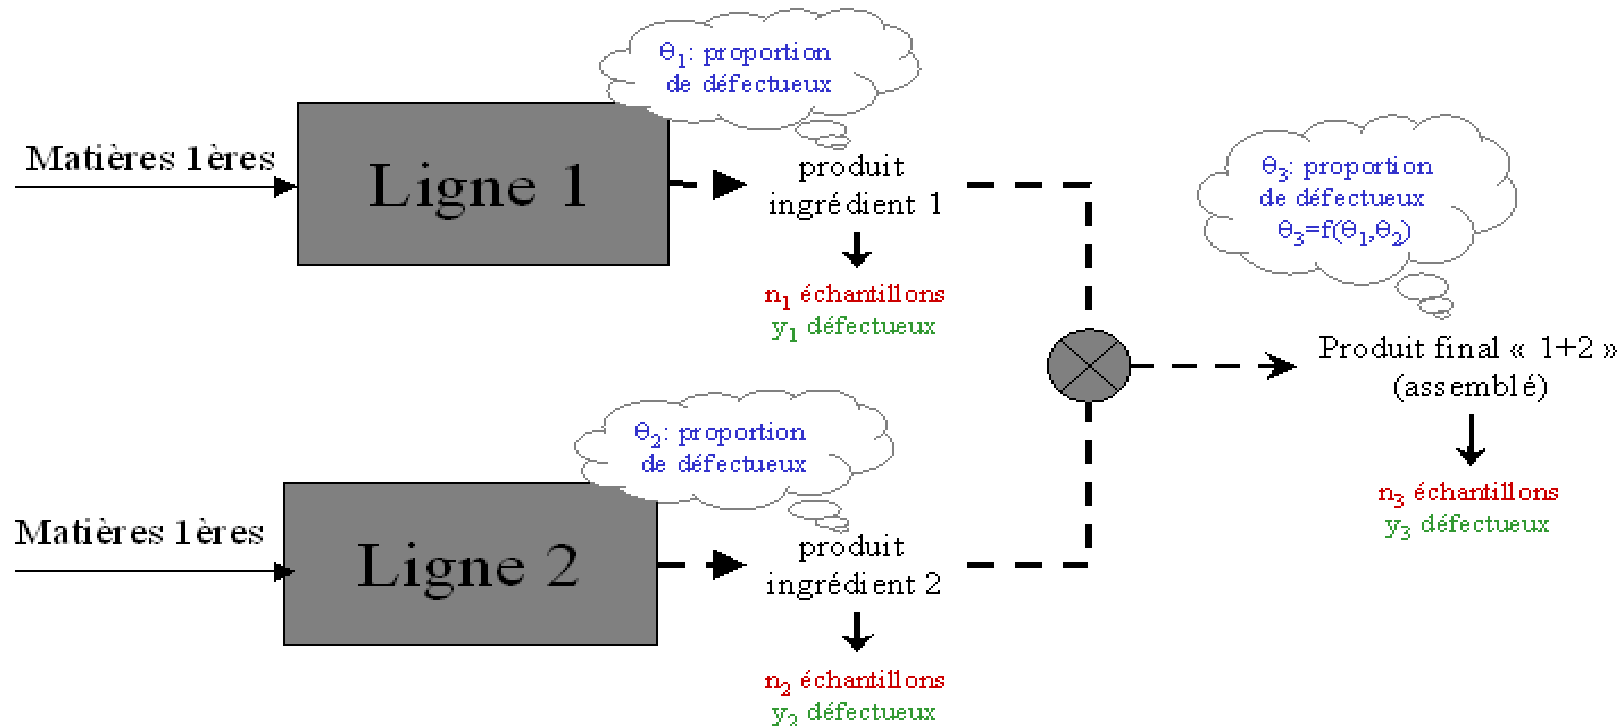 θ1: proportion
de défectueux
Matières 1ères
Ligne 1
produit
ingrédient 1
n1 échantillons
y1 défectueux
θ3: proportion
de défectueux
θ3=f(θ1,θ2)
Produit final « 1+2 »
(assemblé)
n3 échantillons
y3 défectueux
θ2: proportion
de défectueux
Matières 1ères
Ligne 2
produit
ingrédient 2
n2 échantillons
y2 défectueux